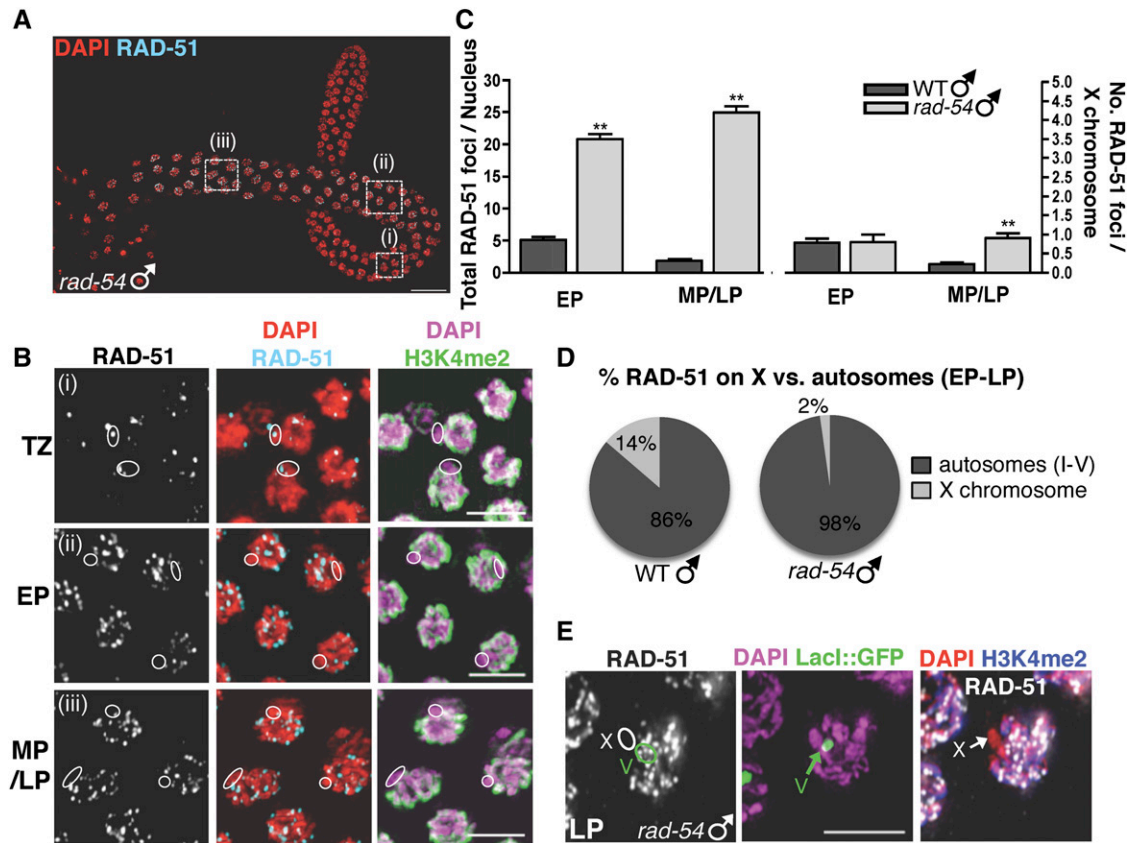 A
DAPI RAD-51
(iii)
(ii)
(i)
rad-54 ♂
B
RAD-51
DAPI
RAD-51
DAPI
H3K4me2
(i)
TZ
(ii)
EP
(iii)
MP
/LP
C
Total RAD-51 foci / Nucleus
30
25
20
15
10
5
0
**
**
**
EP
MP/LP
EP
MP/LP
WT ♂
rad-54 ♂
5.0
4.5
4.0
3.5
3.0
2.5
2.0
1.5
1.0
0.5
0.0
No. RAD-51 foci /
X chromosome
D
% RAD-51 on X vs. autosomes (EP-LP)
14%
86%
WT ♂
2%
98%
rad-54 ♂
autosomes (I-V)
X chromosome
E
RAD-51
X
V
LP
rad-54 ♂
DAPI LacI::GFP
V
DAPI H3K4me2
RAD-51
X